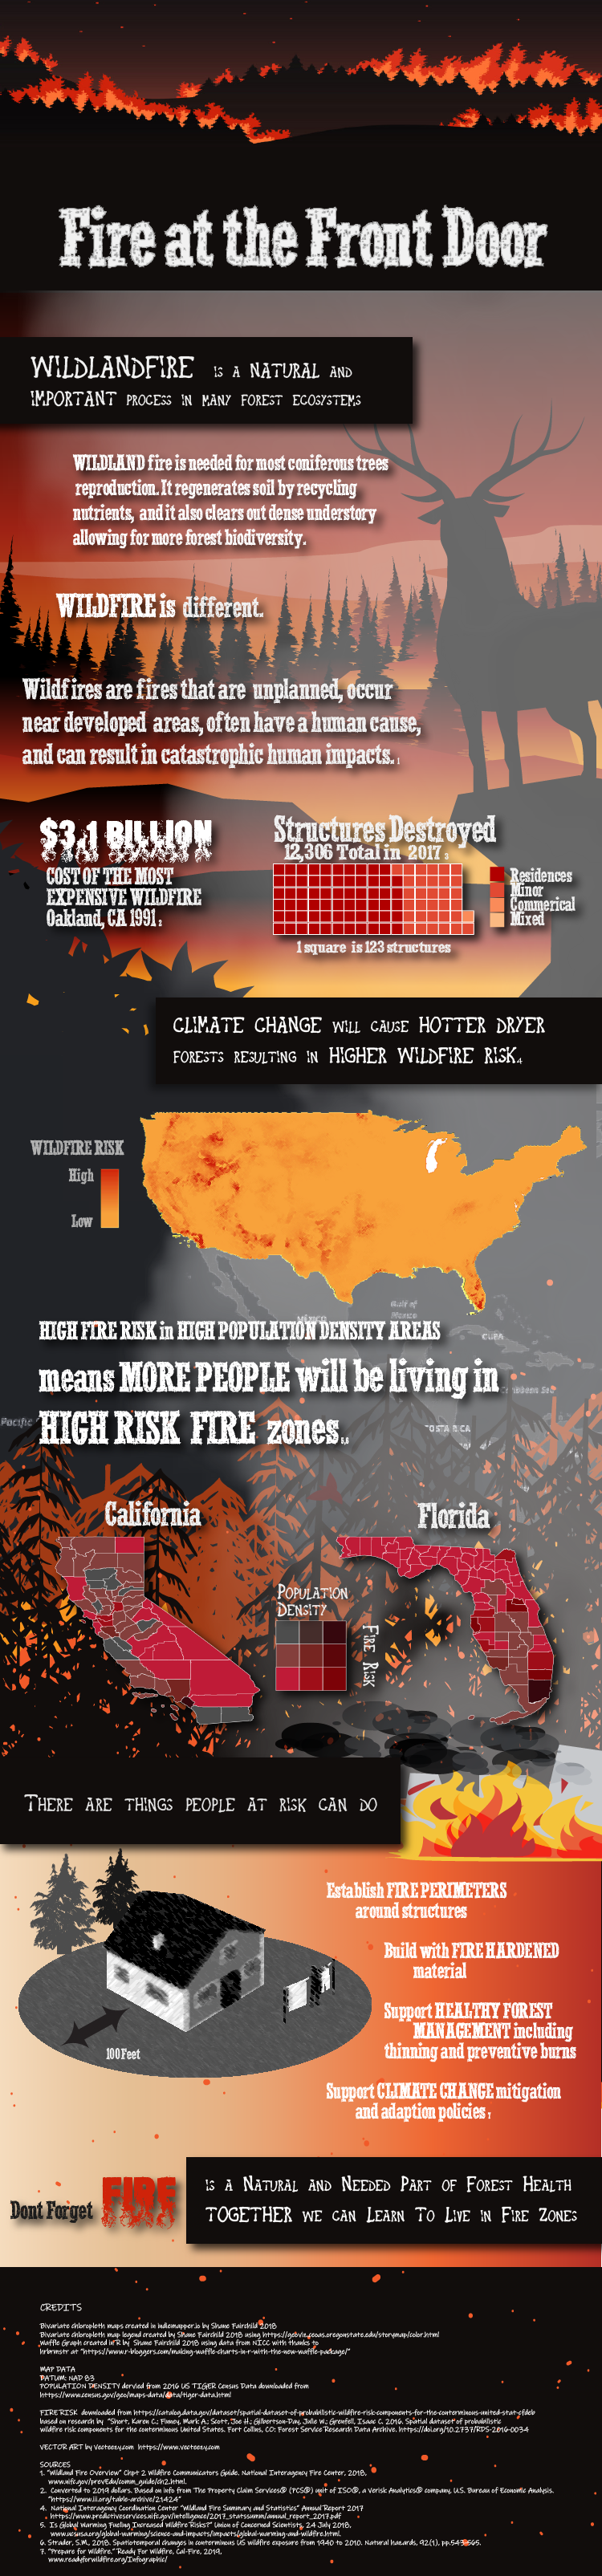 Fire at the Front Door
WILDLANDFIRE IS A NATURAL AND
IMPORTANT PROCESS IN MANY FOREST ECOSYSTEMS
WILDLAND fire is needed for most coniferous trees
reproduction. It regenerates soil by recycling
nutrients, and it also clears out dense understory
allowing for more forest biodiversity.
WILDFIRE is different.
Wildfires are fires that are unplanned, occur
near developed areas, often have a human cause,
and can result in catastrophic human impacts. 1
$3.1 BILLION
COST OF THE MOST
EXPENSIVE WILDFIRE
Oakland, CA 1991 2
Structures Destroyed
12,306 Total in 2017 3
Residences
Minor
Commerical
Mixed
1 square is 123 structures
CLIMATE CHANGE WILL CAUSE HOTTER DRYER
FORESTS RESULTING IN HIGHER WILDFIRE RISK 4
WILDFIRE RISK
High
Low
Gulf of
Mexico
MÉXICO
CUBA
HIGH FIRE RISK in HIGH POPULATION DENSITY AREAS
means MORE PEOPLE will be living in
Caribbean Sea
Pacific
HIGH RISK FIRE zones 5,6
COSTA RICA
California
Florida
POPULATION
DENSITY
FIRE RISK
THERE ARE THINGS PEOPLE AT RISK CAN DO
Establish FIRE PERIMETERS
around structures
Build with FIRE HARDENED
material
Support HEALTHY FOREST
MANAGEMENT including
thinning and preventive burns
100 Feet
Support CLIMATE CHANGE mitigation
and adaption policies 7
Dont Forget FIRE
IS A NATURAL AND NEEDED PART OF FOREST HEALTH
TOGETHER WE CAN LEARN TO LIVE IN FIRE ZONES
CREDITS
Bivariate Choropleth maps created in indiemapper.io by Shane Fairchild 2018
Bivariate Choropleth map legend created by Shane Fairchild 2018 using https://gebvie.ceoas.oregonstate.edu/storymap/color.html
Waffle Graph created in R by Shane Fairchild 2018 using data from NICC with thanks to
hrbrmstr at "https://www.r-bloggers.com/making-waffle-charts-in-r-with-the-new-waffle-package/"
MAP DATA
DATUM: NAD 83
POPULATION DENSITY dervied from 2016 US TIGER Census Data downloaded from
https://www.census.gov/geo/maps-data/data/tiger-data.html
FIRE RISK downloaded from https://catalog.data.gov/dataset/spatial-dataset-of-probabilistic-wildfire-risk-components-for-the-conterminous-united-stat-sfdeb
based on research by "Short, Karen C.; Finney, Mark A.; Scott, Joe H.; Gilbertson-Day, Julie W.; Grenfell, Isaac C. 2016. Spatial dataset of probabilistic
wildfire risk components for the conterminous United States. Fort Collins, CO: Forest Service Research Data Archive. https://doi.org/10.2737/RDS-2016-0034
VECTOR ART by Vecteezy.com https://www.vecteezy.com
SOURCES
1. "Wildland Fire Overview" Chpt 2 Wildfire Communicators Guide. National Interagency Fire Center, 2018.
www.nifc.gov/prevEdu/comm_guide/ch2.html.
2. Converted to 2019 dollars. Based on info from The Property Claim Services® (PCS®) unit of ISO®, a Verisk Analytics® company, U.S. Bureau of Economic Analysis.
"https://www.iii.org/table-archive/21424"
4. National Interagency Coordination Center "Wildland Fire Summary and Statistics" Annual Report 2017
https://www.predictiveservices.nifc.gov/intelligence/2017_statssumm/annual_report_2017.pdf
5. Is Global Warming Fueling Increased Wildfire Risks?" Union of Concerned Scientists, 24 July 2018,
www.ucsusa.org/global-warming/science-and-impacts/impacts/global-warming-and-wildfire.html.
6. Strader, S.M., 2018. Spatiotemporal changes in conterminous US wildfire exposure from 1940 to 2010. Natural hazards, 92(1), pp.543-565.
7. "Prepare for Wildfire." Ready For Wildfire, Cal-Fire, 2019,
www.readyforwildfire.org/Infographic/